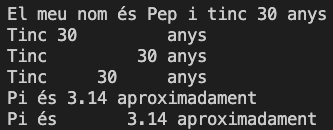 El meu nom és Pep i tinc 30 anys
Tinc 30         anys
Tinc         30 anys
Tinc     30     anys
Pi és 3.14 aproximadament
Pi és       3.14 aproximadament